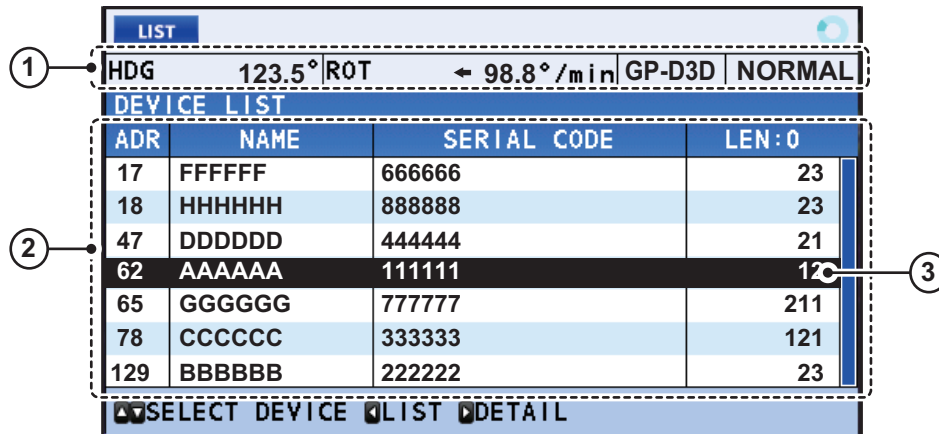 LIST
1 HDG 123.5° ROT ← 98.8°/min GP-D3D NORMAL
DEVICE LIST
ADR NAME SERIAL CODE LEN:0
17 FFFFFF 666666 23
18 HHHHHH 888888 23
2 47 DDDDDD 444444 21
62 AAAAAA 111111 12 3
65 GGGGGG 777777 211
78 CCCCCC 333333 121
129 BBBBBB 222222 23
▲▼SELECT DEVICE ◀LIST ▶DETAIL